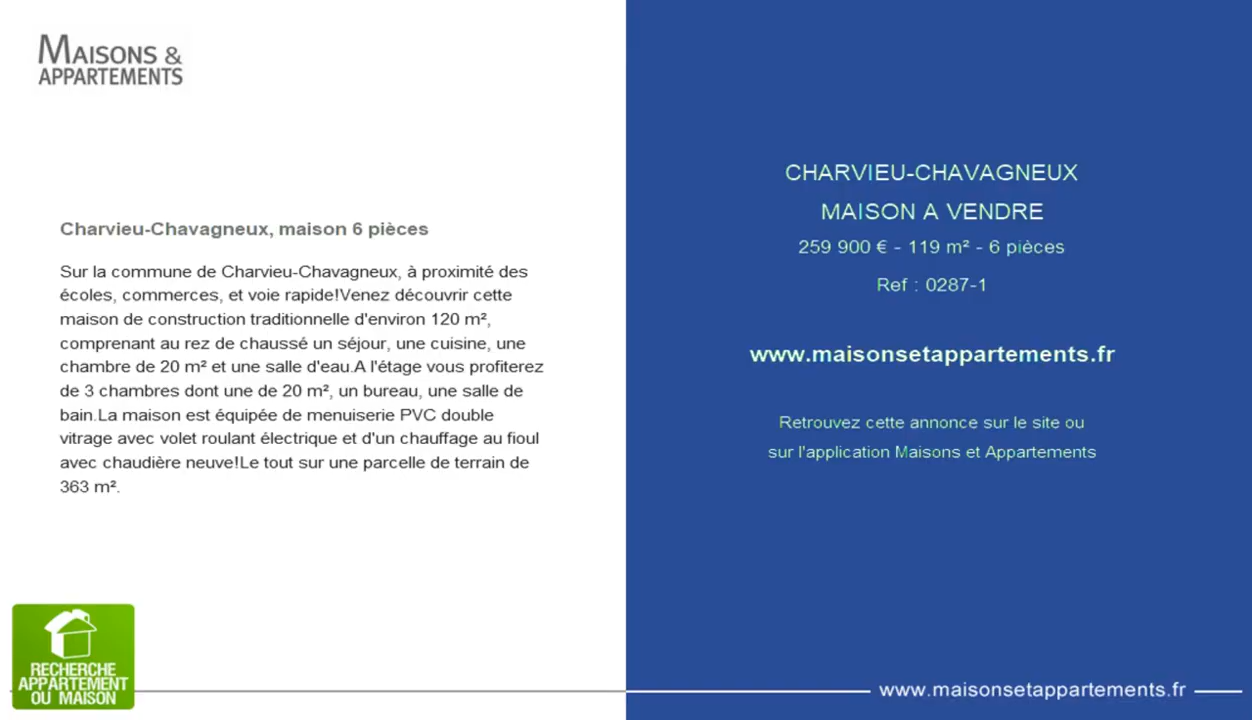 MAISONS &
APPARTEMENTS
Charvieu-Chavagneux, maison 6 pièces
Sur la commune de Charvieu-Chavagneux, à proximité des
écoles, commerces, et voie rapide!Venez découvrir cette
maison de construction traditionnelle d'environ 120 m²,
comprenant au rez de chaussé un séjour, une cuisine, une
chambre de 20 m² et une salle d'eau.A l'étage vous profiterez
de 3 chambres dont une de 20 m², un bureau, une salle de
bain.La maison est équipée de menuiserie PVC double
vitrage avec volet roulant électrique et d'un chauffage au fioul
avec chaudière neuve!Le tout sur une parcelle de terrain de
363 m².
RECHERCHE
APPARTEMENT
OU MAISON
CHARVIEU-CHAVAGNEUX
MAISON A VENDRE
259 900 € - 119 m² - 6 pièces
Ref : 0287-1
www.maisonsetappartements.fr
Retrouvez cette annonce sur le site ou
sur l'application Maisons et Appartements
www.maisonsetappartements.fr